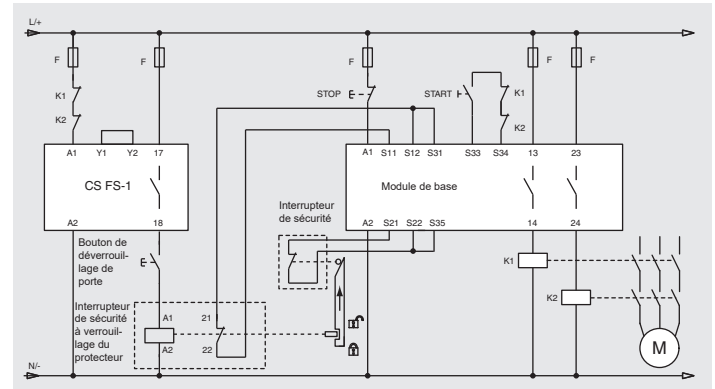 L/+
F F F F F
K1
K2
STOP START K1
K2
A1 Y1 Y2 17
A1 S11 S12 S31 S33 S34 13 23
CS FS-1
Module de base
A2 18
A2 S21 S22 S35 14 24
Interrupteur
de sécurité
Bouton de
déverrouil-
lage de
porte
K1
K2
Interrupteur
de sécurité
à verrouil-
lage du
protecteur
A1
A2
21
22
M
N/-